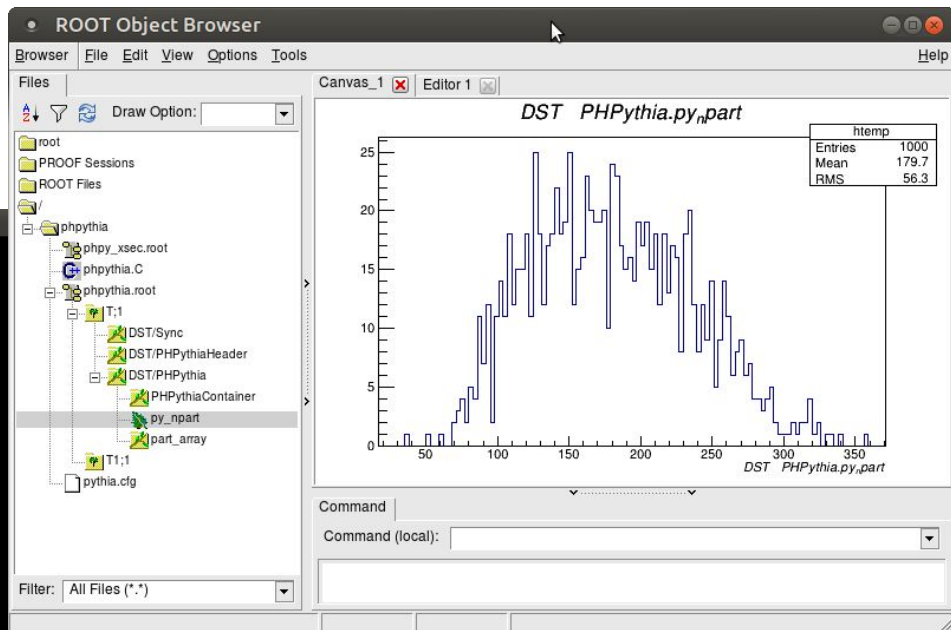 ROOT Object Browser
Browser File Edit View Options Tools Help
Files
Draw Option:
root
PROOF Sessions
ROOT Files
/
phpythia
phpy_xsec.root
phpythia.C
phpythia.root
T;1
DST/Sync
DST/PHPythiaHeader
DST/PHPythia
PHPythiaContainer
py_npart
part_array
T1;1
pythia.cfg
Filter: All Files (*.*)
Canvas_1 Editor 1
DST PHPythia.pyₙpart
htemp
Entries 1000
Mean 179.7
RMS 56.3
25
20
15
10
5
0
50 100 150 200 250 300 350
DST PHPythia.pyₙpart
Command
Command (local):